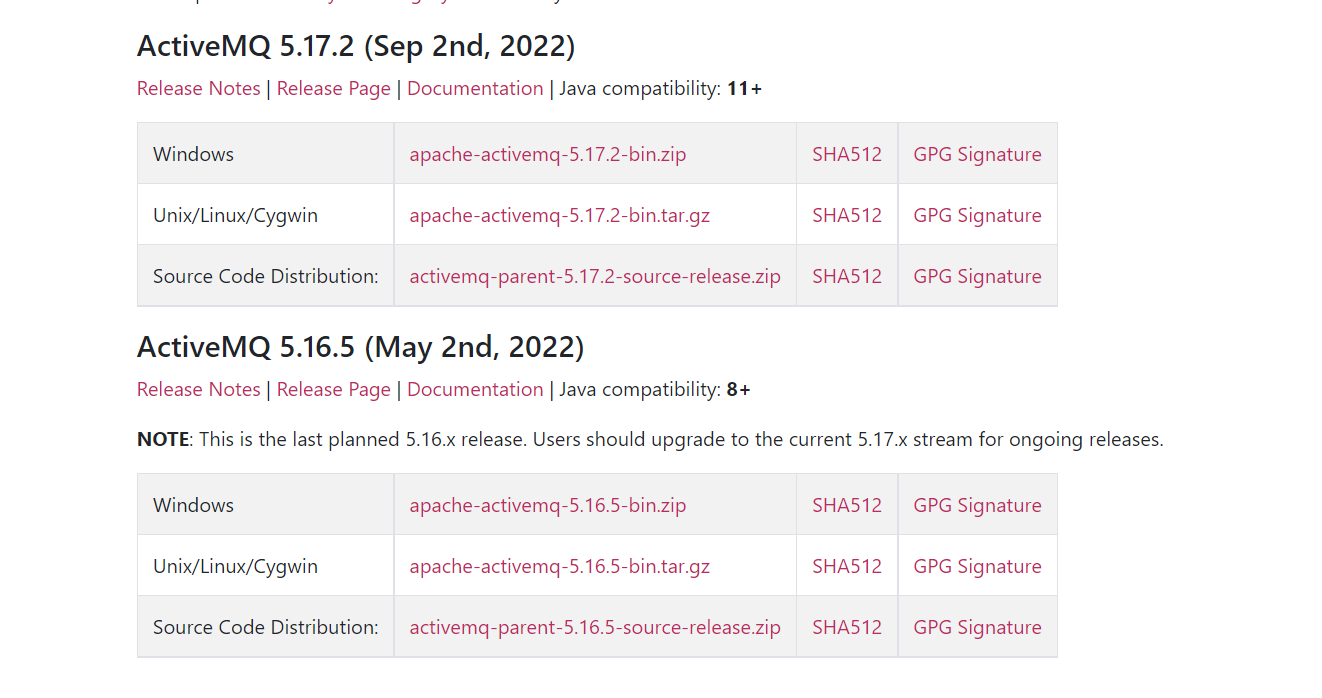 ActiveMQ 5.17.2 (Sep 2nd, 2022)
Release Notes | Release Page | Documentation | Java compatibility: 11+
Windows apache-activemq-5.17.2-bin.zip SHA512 GPG Signature
Unix/Linux/Cygwin apache-activemq-5.17.2-bin.tar.gz SHA512 GPG Signature
Source Code Distribution: activemq-parent-5.17.2-source-release.zip SHA512 GPG Signature
ActiveMQ 5.16.5 (May 2nd, 2022)
Release Notes | Release Page | Documentation | Java compatibility: 8+
NOTE: This is the last planned 5.16.x release. Users should upgrade to the current 5.17.x stream for ongoing releases.
Windows apache-activemq-5.16.5-bin.zip SHA512 GPG Signature
Unix/Linux/Cygwin apache-activemq-5.16.5-bin.tar.gz SHA512 GPG Signature
Source Code Distribution: activemq-parent-5.16.5-source-release.zip SHA512 GPG Signature